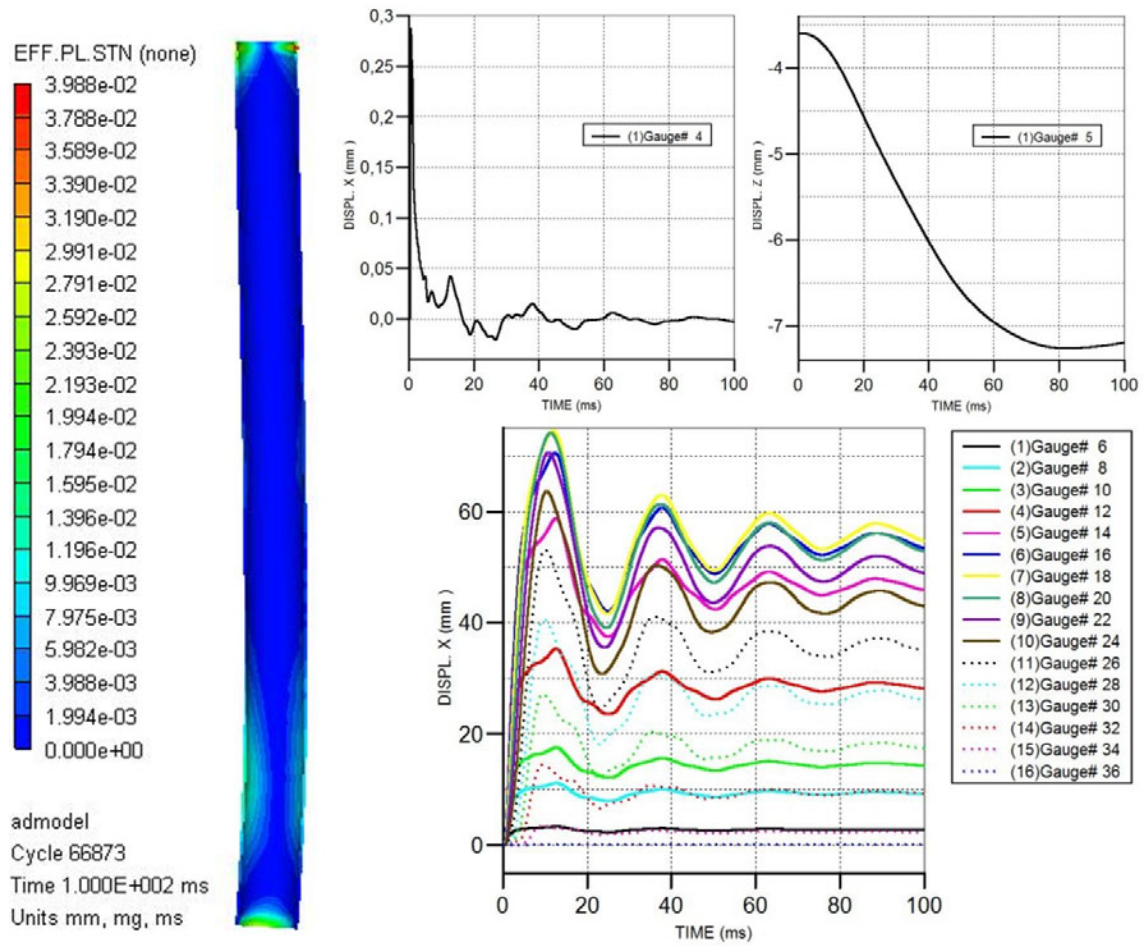 EFF.PL.STN (none)
3.988e-02
3.788e-02
3.589e-02
3.390e-02
3.190e-02
2.991e-02
2.791e-02
2.592e-02
2.393e-02
2.193e-02
1.994e-02
1.794e-02
1.595e-02
1.396e-02
1.196e-02
9.969e-03
7.975e-03
5.982e-03
3.988e-03
1.994e-03
0.000e+00
admodel
Cycle 66873
Time 1.000E+002 ms
Units mm, mg, ms
0,3
0,25
0,2
0,15
0,1
0,05
0,0
DISPL. X (mm)
(1)Gauge# 4
0 20 40 60 80 100
TIME (ms)
-4
-5
-6
-7
DISPL. Z (mm)
(1)Gauge# 5
0 20 40 60 80 100
TIME (ms)
60
40
20
0
DISPL. X (mm)
0 20 40 60 80 100
TIME (ms)
(1)Gauge# 6
(2)Gauge# 8
(3)Gauge# 10
(4)Gauge# 12
(5)Gauge# 14
(6)Gauge# 16
(7)Gauge# 18
(8)Gauge# 20
(9)Gauge# 22
(10)Gauge# 24
(11)Gauge# 26
(12)Gauge# 28
(13)Gauge# 30
(14)Gauge# 32
(15)Gauge# 34
(16)Gauge# 36